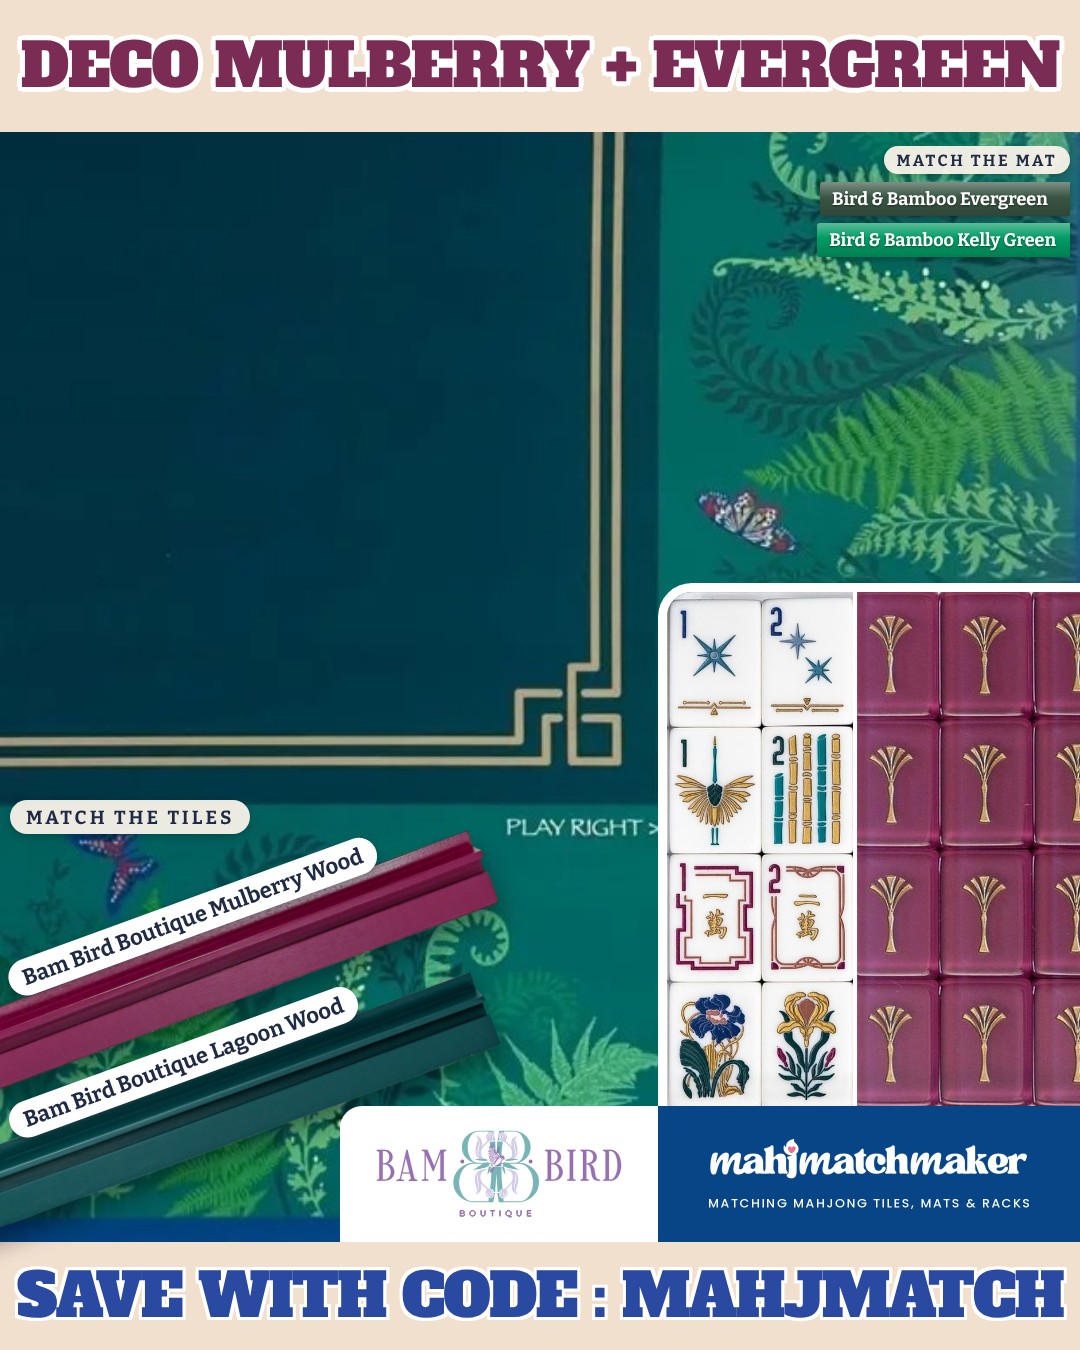 DECO MULBERRY + EVERGREEN
MATCH THE MAT
Bird & Bamboo Evergreen
Bird & Bamboo Kelly Green
1
2
1
2
1
2
一
二
萬
萬
MATCH THE TILES
PLAY RIGHT >
Bam Bird Boutique Mulberry Wood
Bam Bird Boutique Lagoon Wood
BAM BIRD
BOUTIQUE
mahjmatchmaker
MATCHING MAHJONG TILES, MATS & RACKS
SAVE WITH CODE : MAHJMATCH